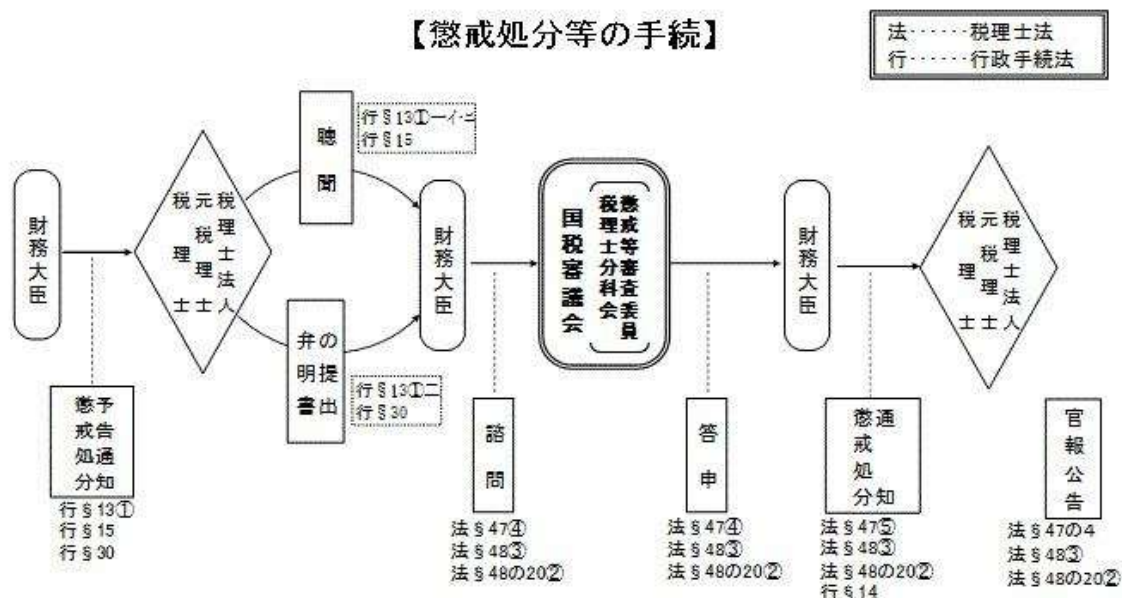 【懲戒処分等の手続】
法……税理士法
行……行政手続法
財務大臣
税理士
元税理士
税理士法人
聴聞
行§13①一イ・ニ
行§15
弁明書の提出
行§13①二
行§30
財務大臣
国税審議会
税理士分科会
懲戒等審査委員
財務大臣
税理士
元税理士
税理士法人
懲戒処分
予告通知
行§13①
行§15
行§30
諮問
法§47④
法§48③
法§48の20②
答申
法§47④
法§48③
法§48の20②
懲戒処分
通知
法§47⑤
法§48③
法§48の20②
行§14
官報公告
法§47の4
法§48③
法§48の20②